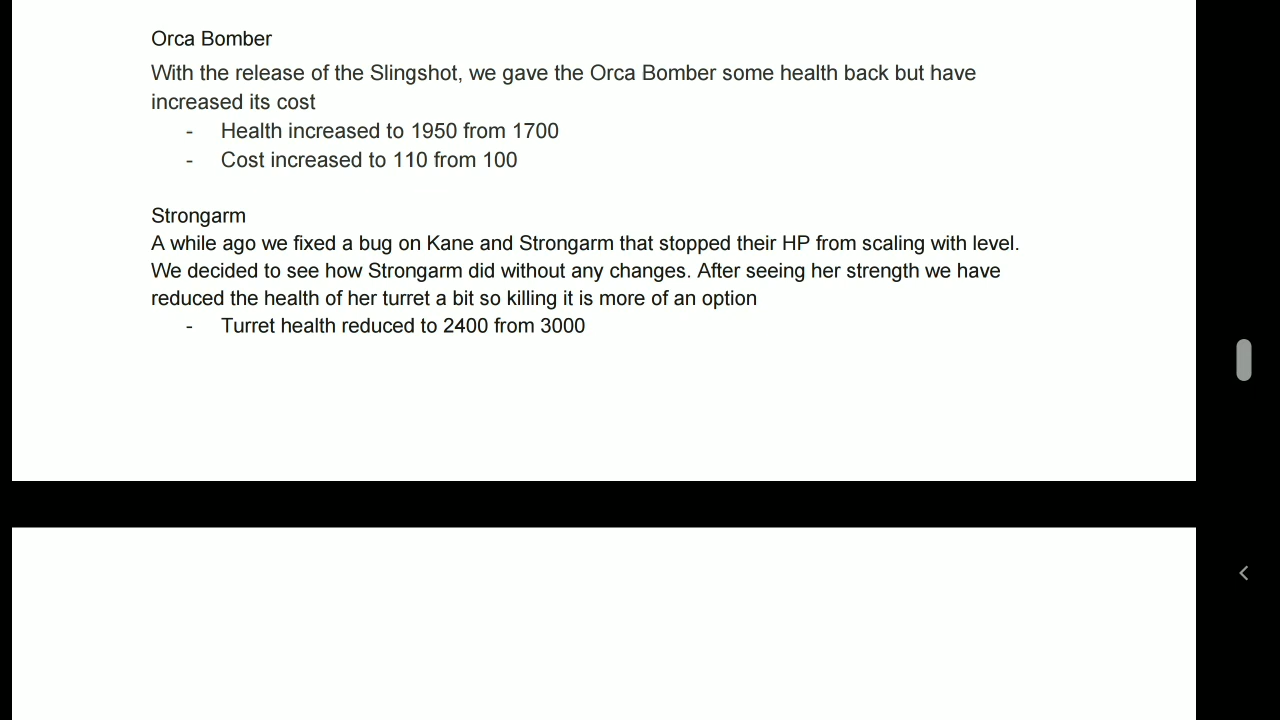 Orca Bomber
With the release of the Slingshot, we gave the Orca Bomber some health back but have
increased its cost
- Health increased to 1950 from 1700
- Cost increased to 110 from 100
Strongarm
A while ago we fixed a bug on Kane and Strongarm that stopped their HP from scaling with level.
We decided to see how Strongarm did without any changes. After seeing her strength we have
reduced the health of her turret a bit so killing it is more of an option
- Turret health reduced to 2400 from 3000